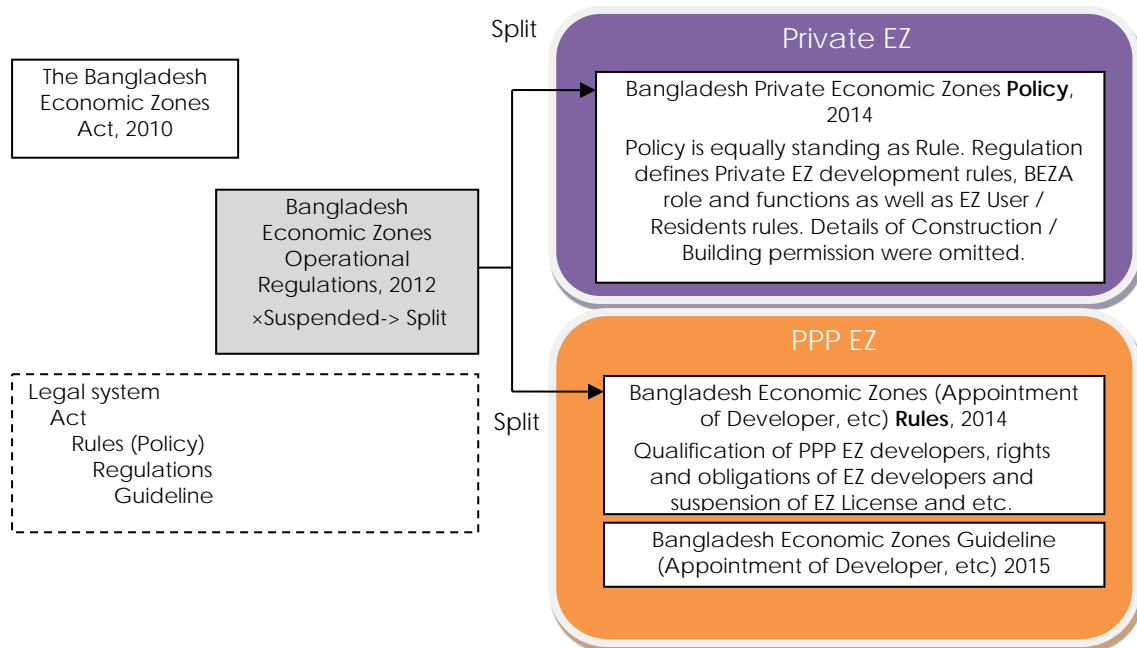 The Bangladesh
Economic Zones
Act, 2010
Bangladesh
Economic Zones
Operational
Regulations, 2012
×Suspended-> Split
Legal system
Act
Rules (Policy)
Regulations
Guideline
Split
Private EZ
Bangladesh Private Economic Zones Policy,
2014
Policy is equally standing as Rule. Regulation
defines Private EZ development rules, BEZA
role and functions as well as EZ User /
Residents rules. Details of Construction /
Building permission were omitted.
Split
PPP EZ
Bangladesh Economic Zones (Appointment
of Developer, etc) Rules, 2014
Qualification of PPP EZ developers, rights
and obligations of EZ developers and
suspension of EZ License and etc.
Bangladesh Economic Zones Guideline
(Appointment of Developer, etc) 2015